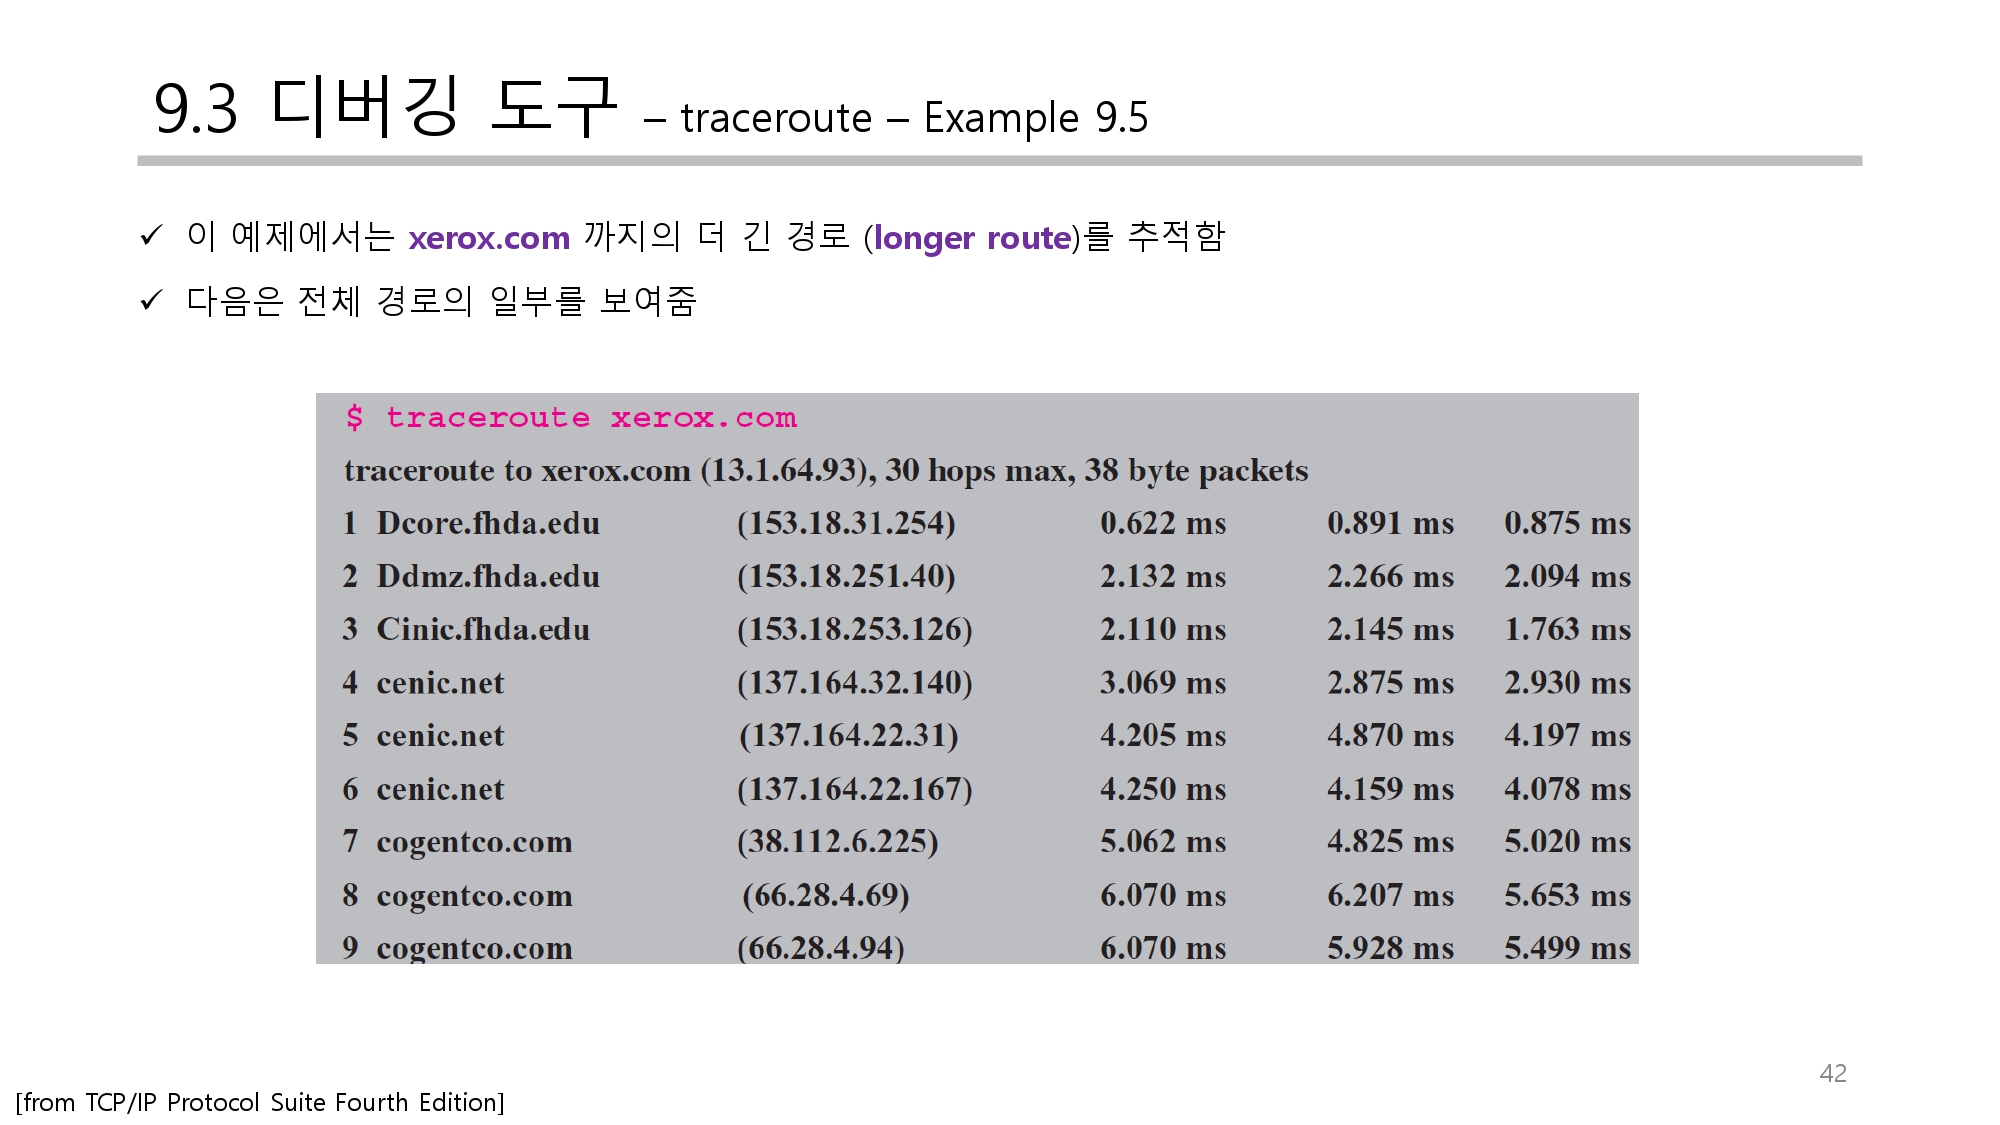 9.3 디버깅 도구 – traceroute – Example 9.5
✓ 이 예제에서는 xerox.com 까지의 더 긴 경로 (longer route)를 추적함
✓ 다음은 전체 경로의 일부를 보여줌
$ traceroute xerox.com
traceroute to xerox.com (13.1.64.93), 30 hops max, 38 byte packets
1 Dcore.fhda.edu (153.18.31.254) 0.622 ms 0.891 ms 0.875 ms
2 Ddmz.fhda.edu (153.18.251.40) 2.132 ms 2.266 ms 2.094 ms
3 Cinic.fhda.edu (153.18.253.126) 2.110 ms 2.145 ms 1.763 ms
4 cenic.net (137.164.32.140) 3.069 ms 2.875 ms 2.930 ms
5 cenic.net (137.164.22.31) 4.205 ms 4.870 ms 4.197 ms
6 cenic.net (137.164.22.167) 4.250 ms 4.159 ms 4.078 ms
7 cogentco.com (38.112.6.225) 5.062 ms 4.825 ms 5.020 ms
8 cogentco.com (66.28.4.69) 6.070 ms 6.207 ms 5.653 ms
9 cogentco.com (66.28.4.94) 6.070 ms 5.928 ms 5.499 ms
42
[from TCP/IP Protocol Suite Fourth Edition]